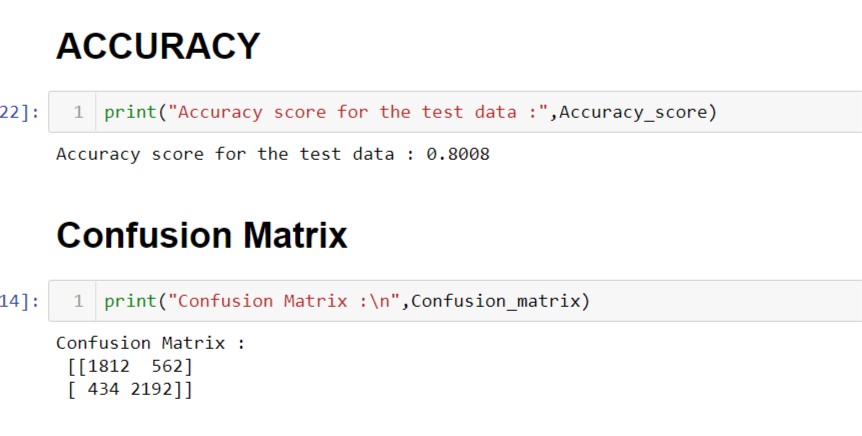 ACCURACY
22]: 1 print("Accuracy score for the test data :",Accuracy_score)
Accuracy score for the test data : 0.8008
Confusion Matrix
14]: 1 print("Confusion Matrix :\n",Confusion_matrix)
Confusion Matrix :
[[1812  562]
[ 434 2192]]